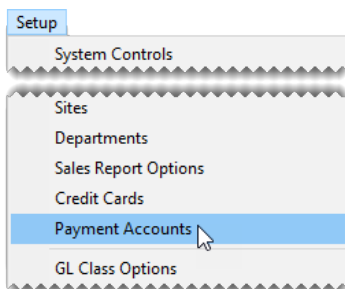 Setup
System Controls
Sites
Departments
Sales Report Options
Credit Cards
Payment Accounts
GL Class Options